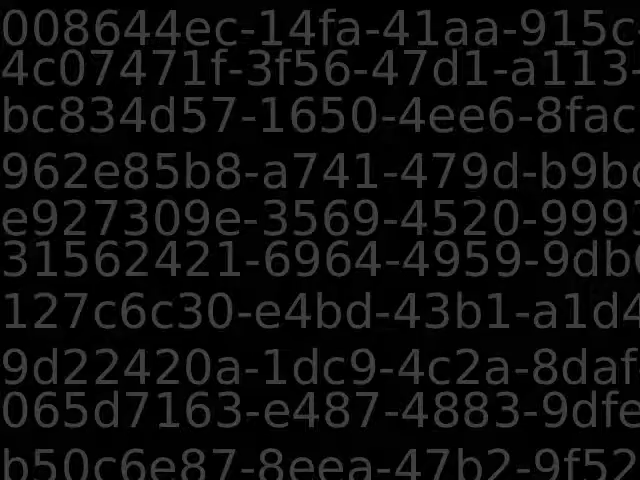 008644ec-14fa-41aa-915c-
4c07471f-3f56-47d1-a113-
bc834d57-1650-4ee6-8fac
962e85b8-a741-479d-b9b
e927309e-3569-4520-999
31562421-6964-4959-9db
127c6c30-e4bd-43b1-a1d4
9d22420a-1dc9-4c2a-8daf
065d7163-e487-4883-9dfe
b50c6e87-8eea-47b2-9f52